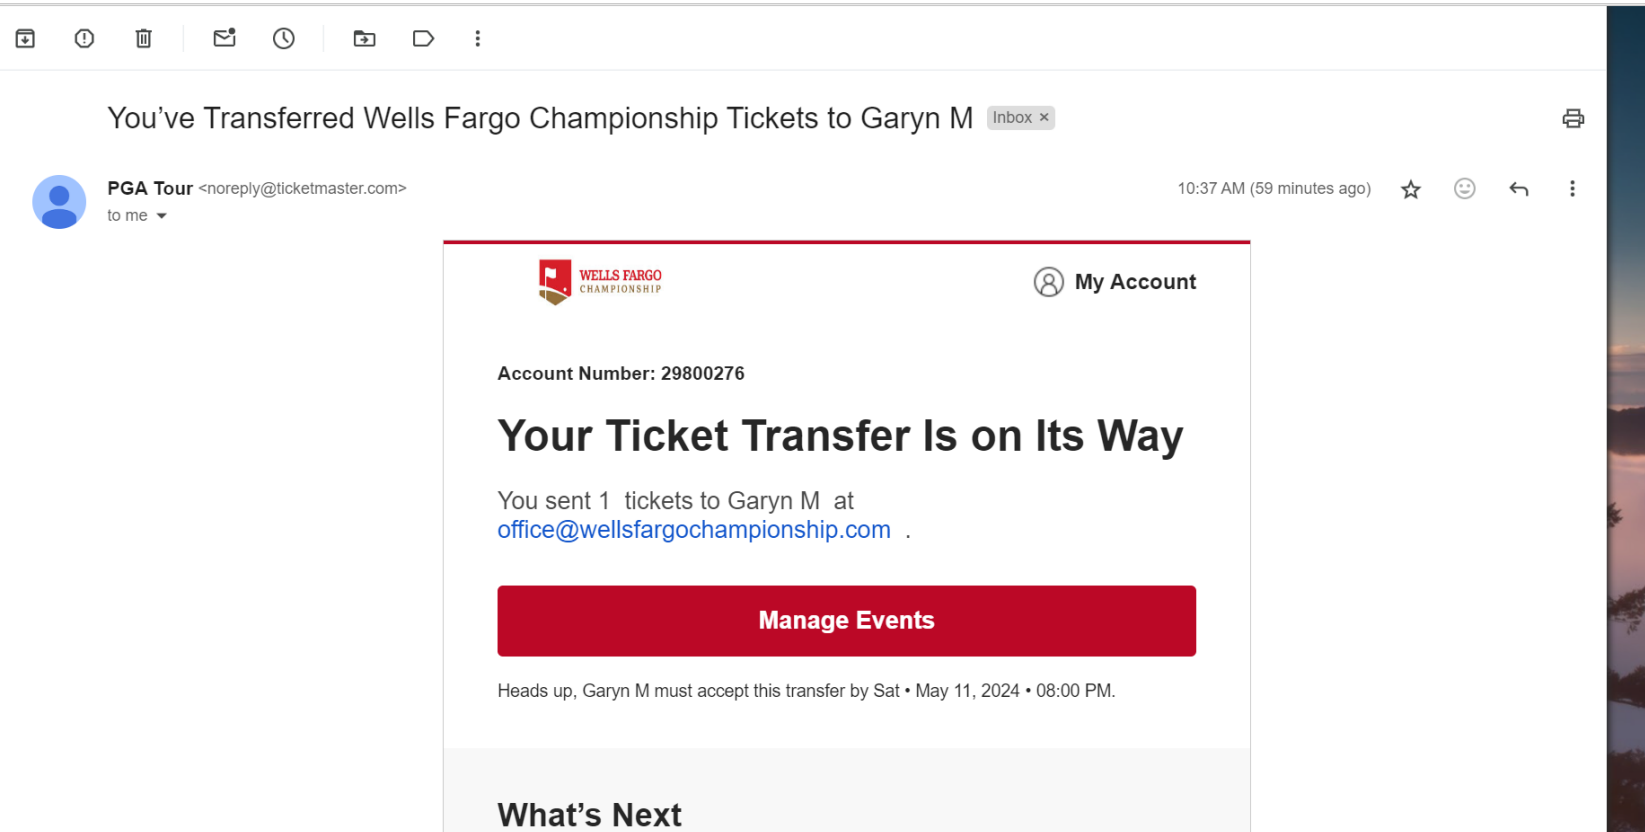 You’ve Transferred Wells Fargo Championship Tickets to Garyn M Inbox ×
PGA Tour <noreply@ticketmaster.com> 10:37 AM (59 minutes ago)
to me
WELLS FARGO
CHAMPIONSHIP
My Account
Account Number: 29800276
Your Ticket Transfer Is on Its Way
You sent 1 tickets to Garyn M at
office@wellsfargochampionship.com .
Manage Events
Heads up, Garyn M must accept this transfer by Sat • May 11, 2024 • 08:00 PM.
What’s Next